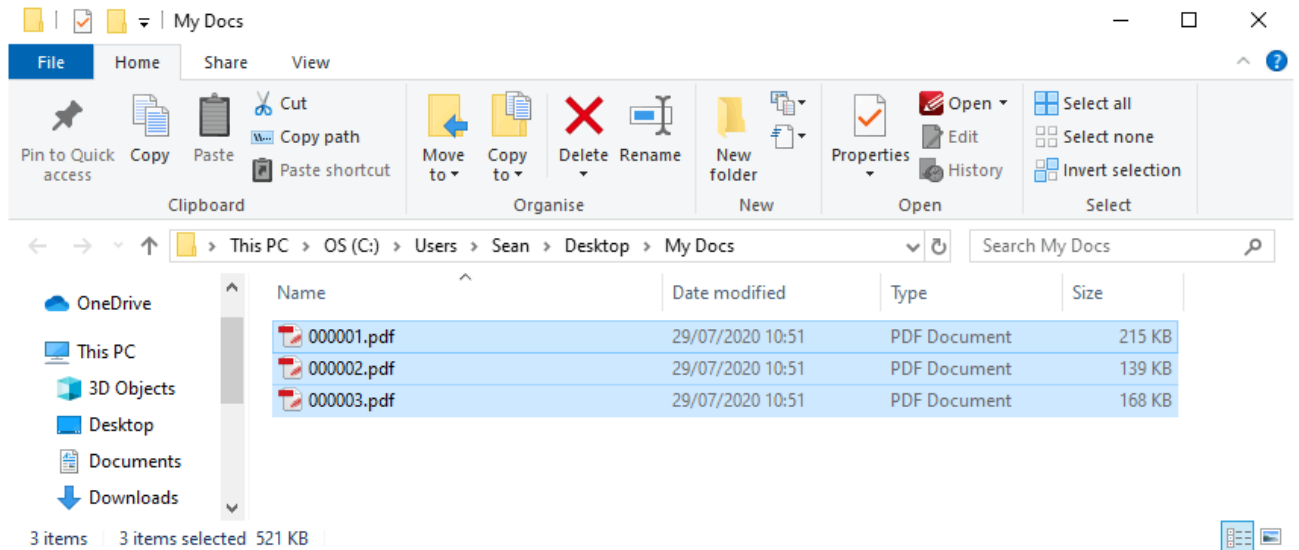 My Docs
File Home Share View
Pin to Quick access
Copy
Paste
Cut
Copy path
Paste shortcut
Clipboard
Move to
Copy to
Delete
Rename
Organise
New folder
New
Properties
Open
Edit
History
Open
Select all
Select none
Invert selection
Select
This PC > OS (C:) > Users > Sean > Desktop > My Docs
Search My Docs
OneDrive
This PC
3D Objects
Desktop
Documents
Downloads
Name Date modified Type Size
000001.pdf 29/07/2020 10:51 PDF Document 215 KB
000002.pdf 29/07/2020 10:51 PDF Document 139 KB
000003.pdf 29/07/2020 10:51 PDF Document 168 KB
3 items 3 items selected 521 KB